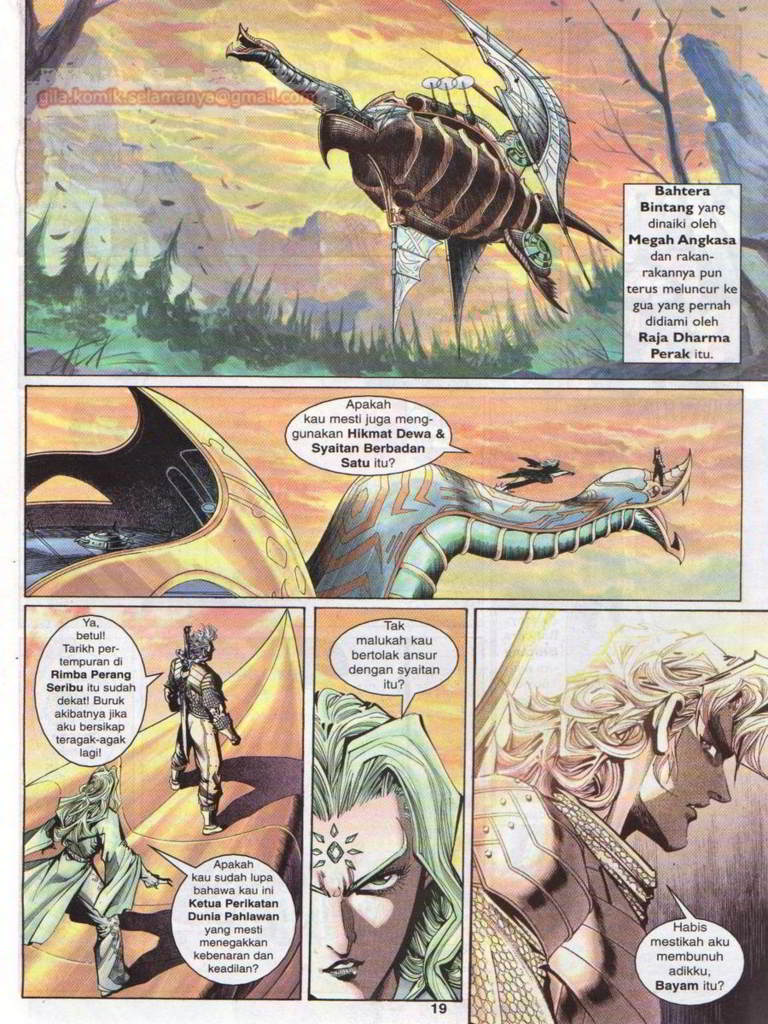 gila.komik.selamanya@gmail.com
Bahtera
Bintang yang
dinaiki oleh
Megah Angkasa
dan rakan-
rakannya pun
terus meluncur ke
gua yang pernah
didiami oleh
Raja Dharma
Perak itu.
Apakah
kau mesti juga meng-
gunakan Hikmat Dewa &
Syaitan Berbadan
Satu itu?
Ya,
betul!
Tarikh per-
tempuran di
Rimba Perang
Seribu itu sudah
dekat! Buruk
akibatnya jika
aku bersikap
teragak-agak
lagi!
Apakah
kau sudah lupa
bahawa kau ini
Ketua Perikatan
Dunia Pahlawan
yang mesti
menegakkan
kebenaran dan
keadilan?
Tak
malukah kau
bertolak ansur
dengan syaitan
itu?
Habis
mestikah aku
membunuh
adikku,
Bayam itu?
19